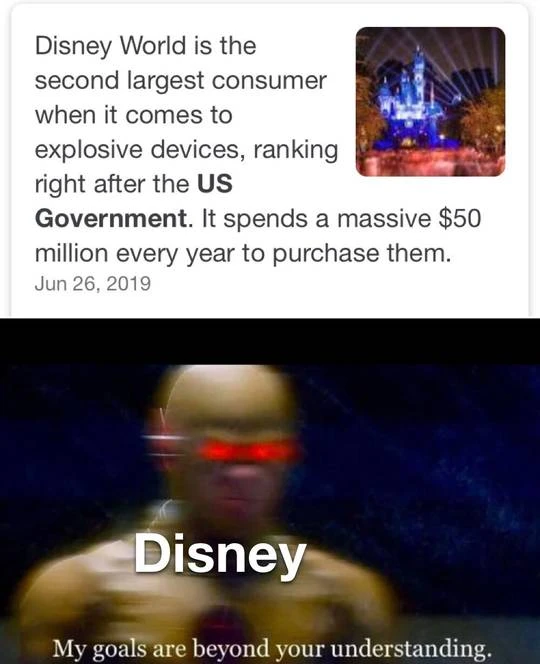 Disney World is the
second largest consumer
when it comes to
explosive devices, ranking
right after the US
Government. It spends a massive $50
million every year to purchase them.
Jun 26, 2019
Disney
My goals are beyond your understanding.